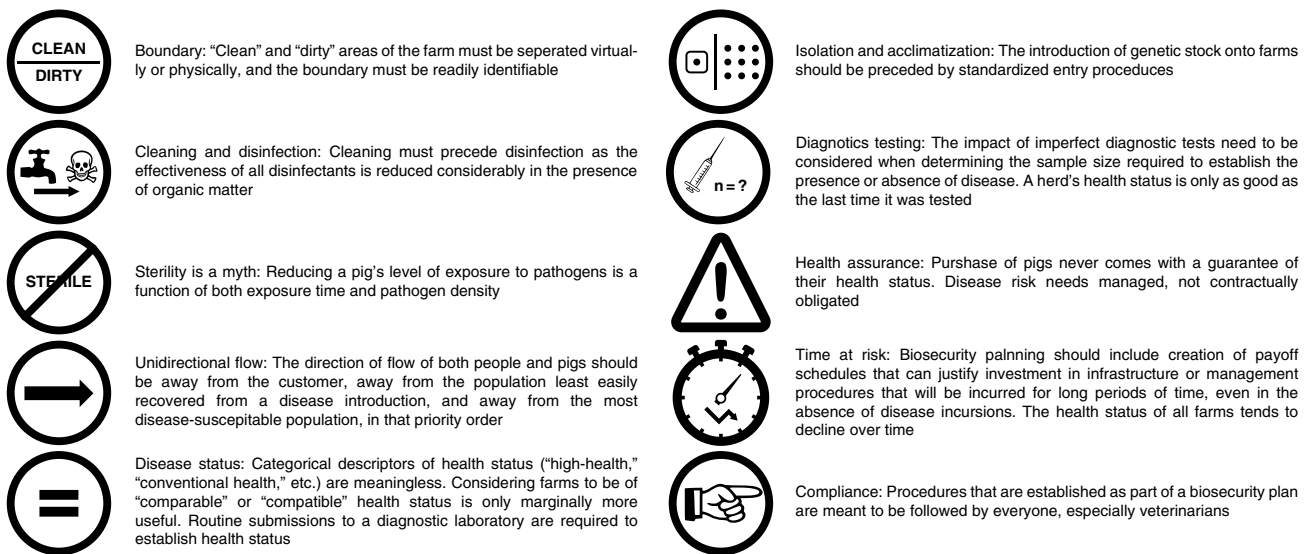 CLEAN
DIRTY
Boundary: “Clean” and “dirty” areas of the farm must be seperated virtual-
ly or physically, and the boundary must be readily identifiable
Cleaning and disinfection: Cleaning must precede disinfection as the
effectiveness of all disinfectants is reduced considerably in the presence
of organic matter
STERILE
Sterility is a myth: Reducing a pig’s level of exposure to pathogens is a
function of both exposure time and pathogen density
Unidirectional flow: The direction of flow of both people and pigs should
be away from the customer, away from the population least easily
recovered from a disease introduction, and away from the most
disease-suscepitable population, in that priority order
Disease status: Categorical descriptors of health status (“high-health,”
“conventional health,” etc.) are meaningless. Considering farms to be of
“comparable” or “compatible” health status is only marginally more
useful. Routine submissions to a diagnostic laboratory are required to
establish health status
Isolation and acclimatization: The introduction of genetic stock onto farms
should be preceded by standardized entry proceduces
n = ?
Diagnotics testing: The impact of imperfect diagnostic tests need to be
considered when determining the sample size required to establish the
presence or absence of disease. A herd’s health status is only as good as
the last time it was tested
Health assurance: Purshase of pigs never comes with a guarantee of
their health status. Disease risk needs managed, not contractually
obligated
Time at risk: Biosecurity palnning should include creation of payoff
schedules that can justify investment in infrastructure or management
procedures that will be incurred for long periods of time, even in the
absence of disease incursions. The health status of all farms tends to
decline over time
Compliance: Procedures that are established as part of a biosecurity plan
are meant to be followed by everyone, especially veterinarians